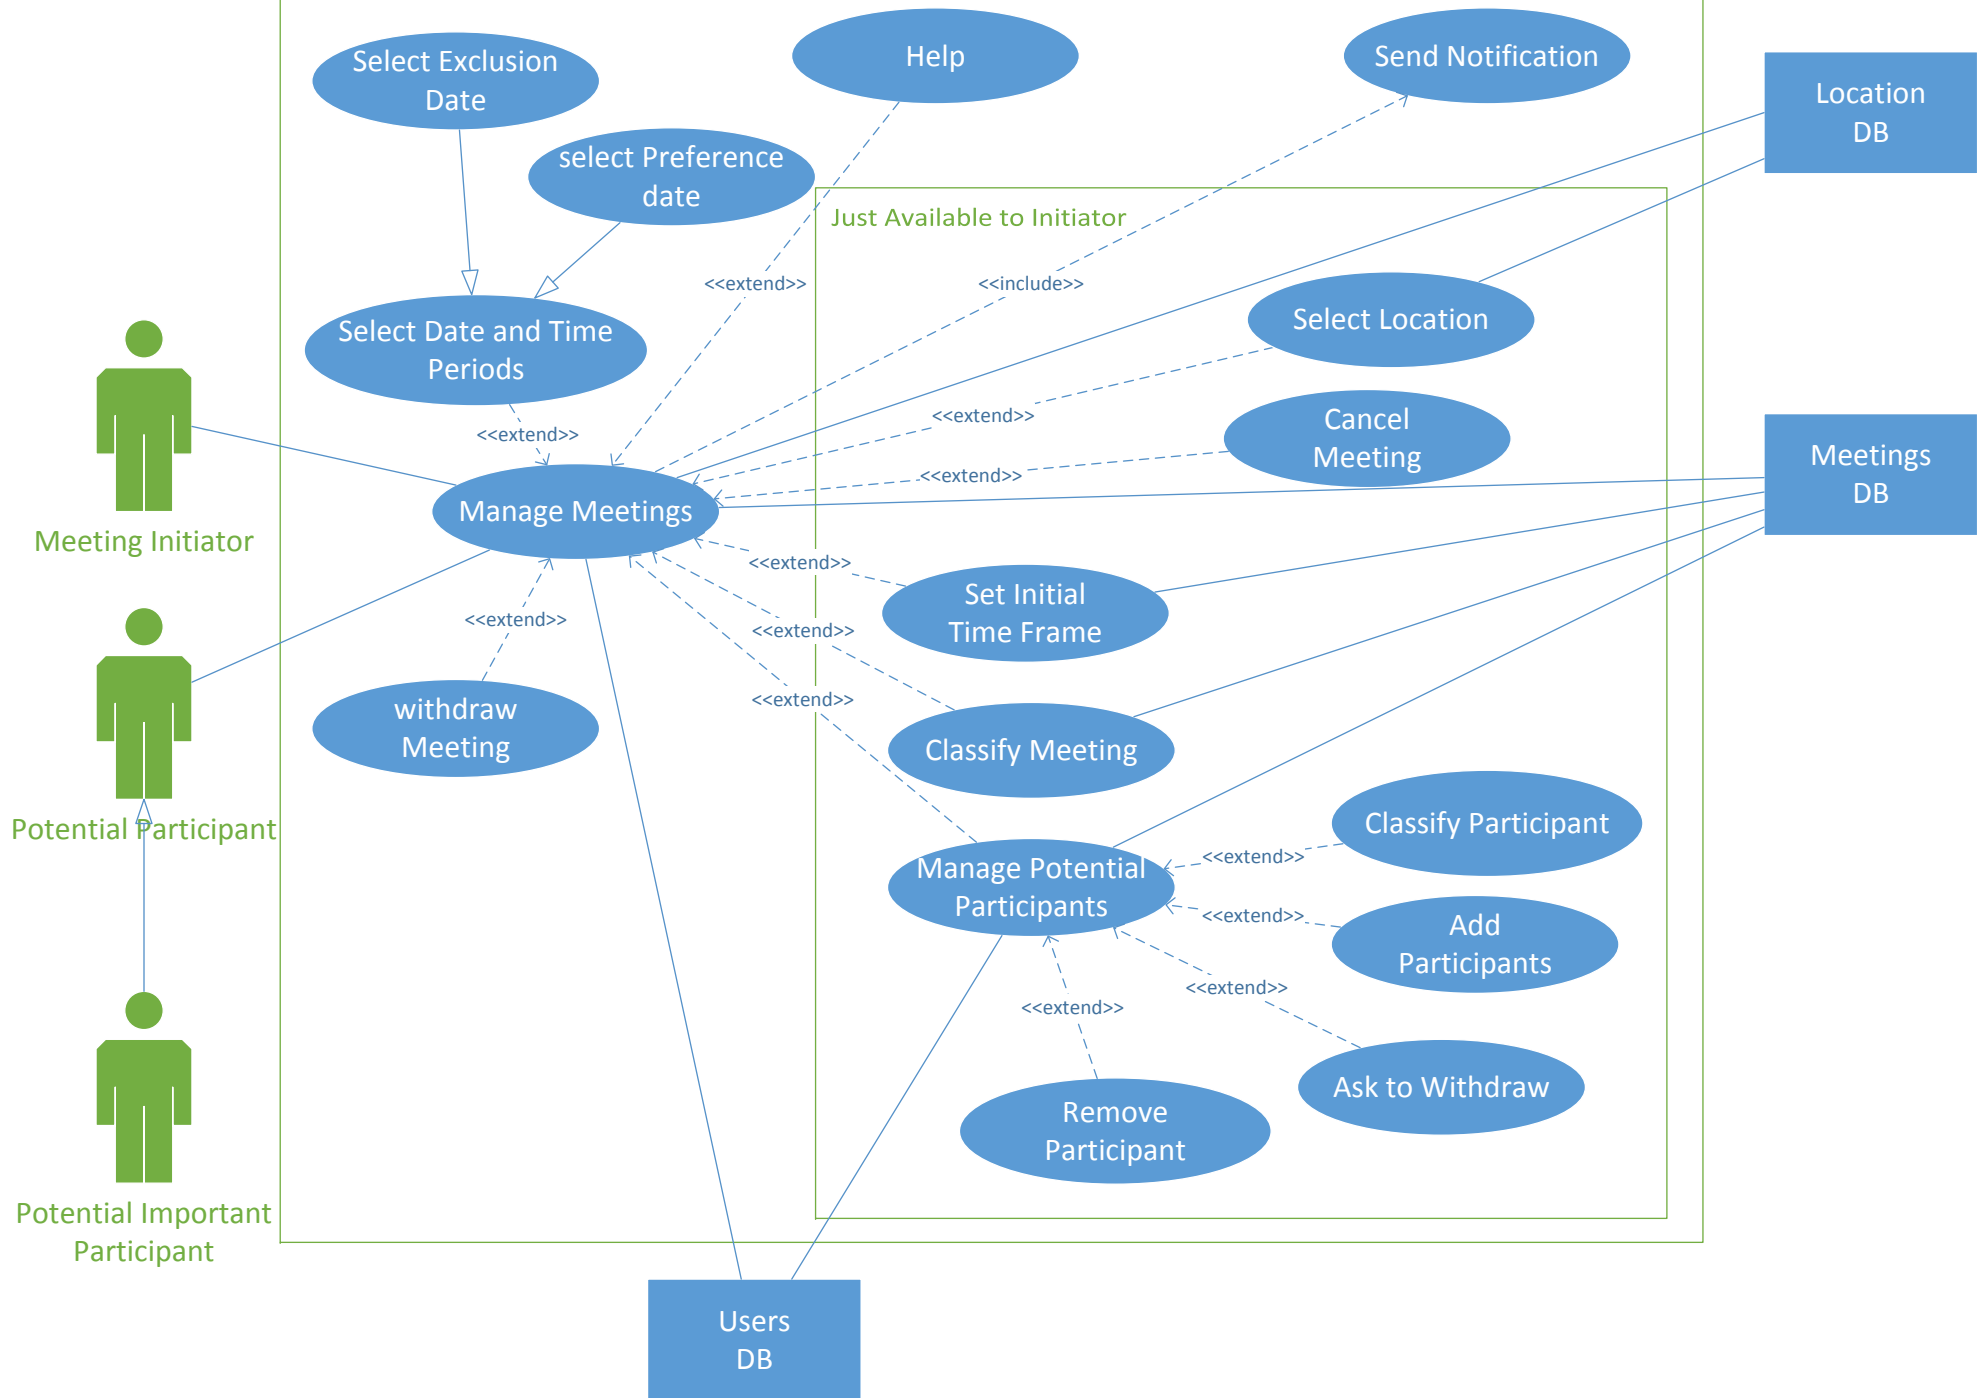 Select Exclusion
Date
Help
Send Notification
Location
DB
select Preference
date
Just Available to Initiator
<<extend>>
<<include>>
Select Location
Select Date and Time
Periods
<<extend>>
Cancel
Meeting
<<extend>>
<<extend>>
Meetings
DB
Manage Meetings
Meeting Initiator
<<extend>>
Set Initial
Time Frame
<<extend>>
<<extend>>
<<extend>>
withdraw
Meeting
Classify Meeting
Potential Participant
Classify Participant
Manage Potential
Participants
<<extend>>
<<extend>>
Add
Participants
<<extend>>
<<extend>>
Ask to Withdraw
Remove
Participant
Potential Important
Participant
Users
DB